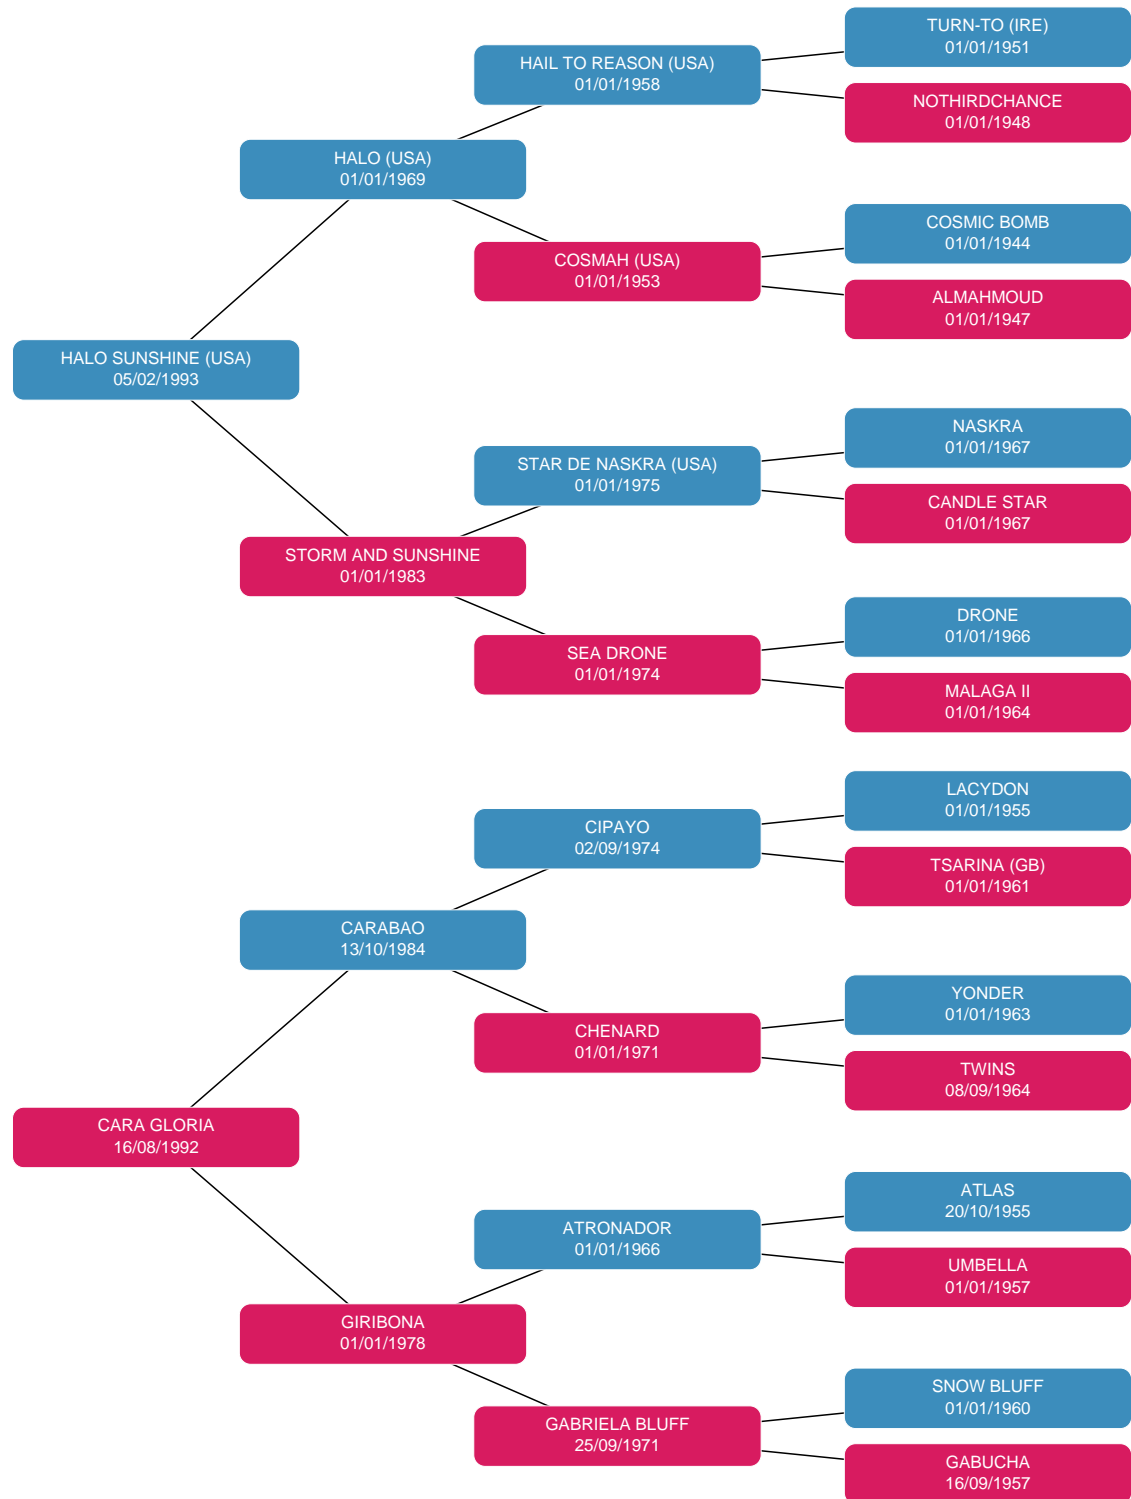 TURN-TO (IRE)
01/01/1951
HAIL TO REASON (USA)
01/01/1958
NOTHIRDCHANCE
01/01/1948
HALO (USA)
01/01/1969
COSMIC BOMB
01/01/1944
COSMAH (USA)
01/01/1953
ALMAHMOUD
01/01/1947
HALO SUNSHINE (USA)
05/02/1993
NASKRA
01/01/1967
STAR DE NASKRA (USA)
01/01/1975
CANDLE STAR
01/01/1967
STORM AND SUNSHINE
01/01/1983
DRONE
01/01/1966
SEA DRONE
01/01/1974
MALAGA II
01/01/1964
LACYDON
01/01/1955
CIPAYO
02/09/1974
TSARINA (GB)
01/01/1961
CARABAO
13/10/1984
YONDER
01/01/1963
CHENARD
01/01/1971
TWINS
08/09/1964
CARA GLORIA
16/08/1992
ATLAS
20/10/1955
ATRONADOR
01/01/1966
UMBELLA
01/01/1957
GIRIBONA
01/01/1978
SNOW BLUFF
01/01/1960
GABRIELA BLUFF
25/09/1971
GABUCHA
16/09/1957